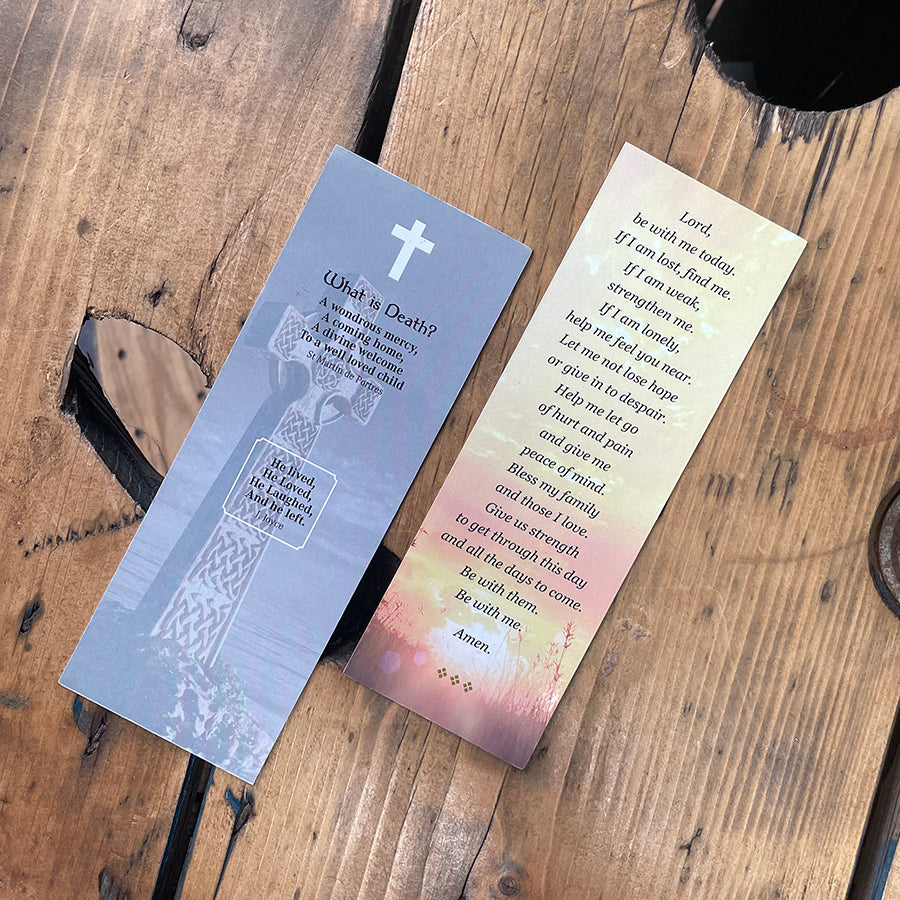 What is Death?
A wondrous mercy,
A coming home,
A divine welcome
To a well loved child
St Martin de Porres
He lived,
He Loved,
He Laughed,
And he left.
J. Joyce
Lord,
be with me today.
If I am lost, find me.
If I am weak,
strengthen me.
If I am lonely,
help me feel you near.
Let me not lose hope
or give in to despair.
Help me let go
of hurt and pain
and give me
peace of mind.
Bless my family
and those I love.
Give us strength
to get through this day
and all the days to come.
Be with them.
Be with me.
Amen.